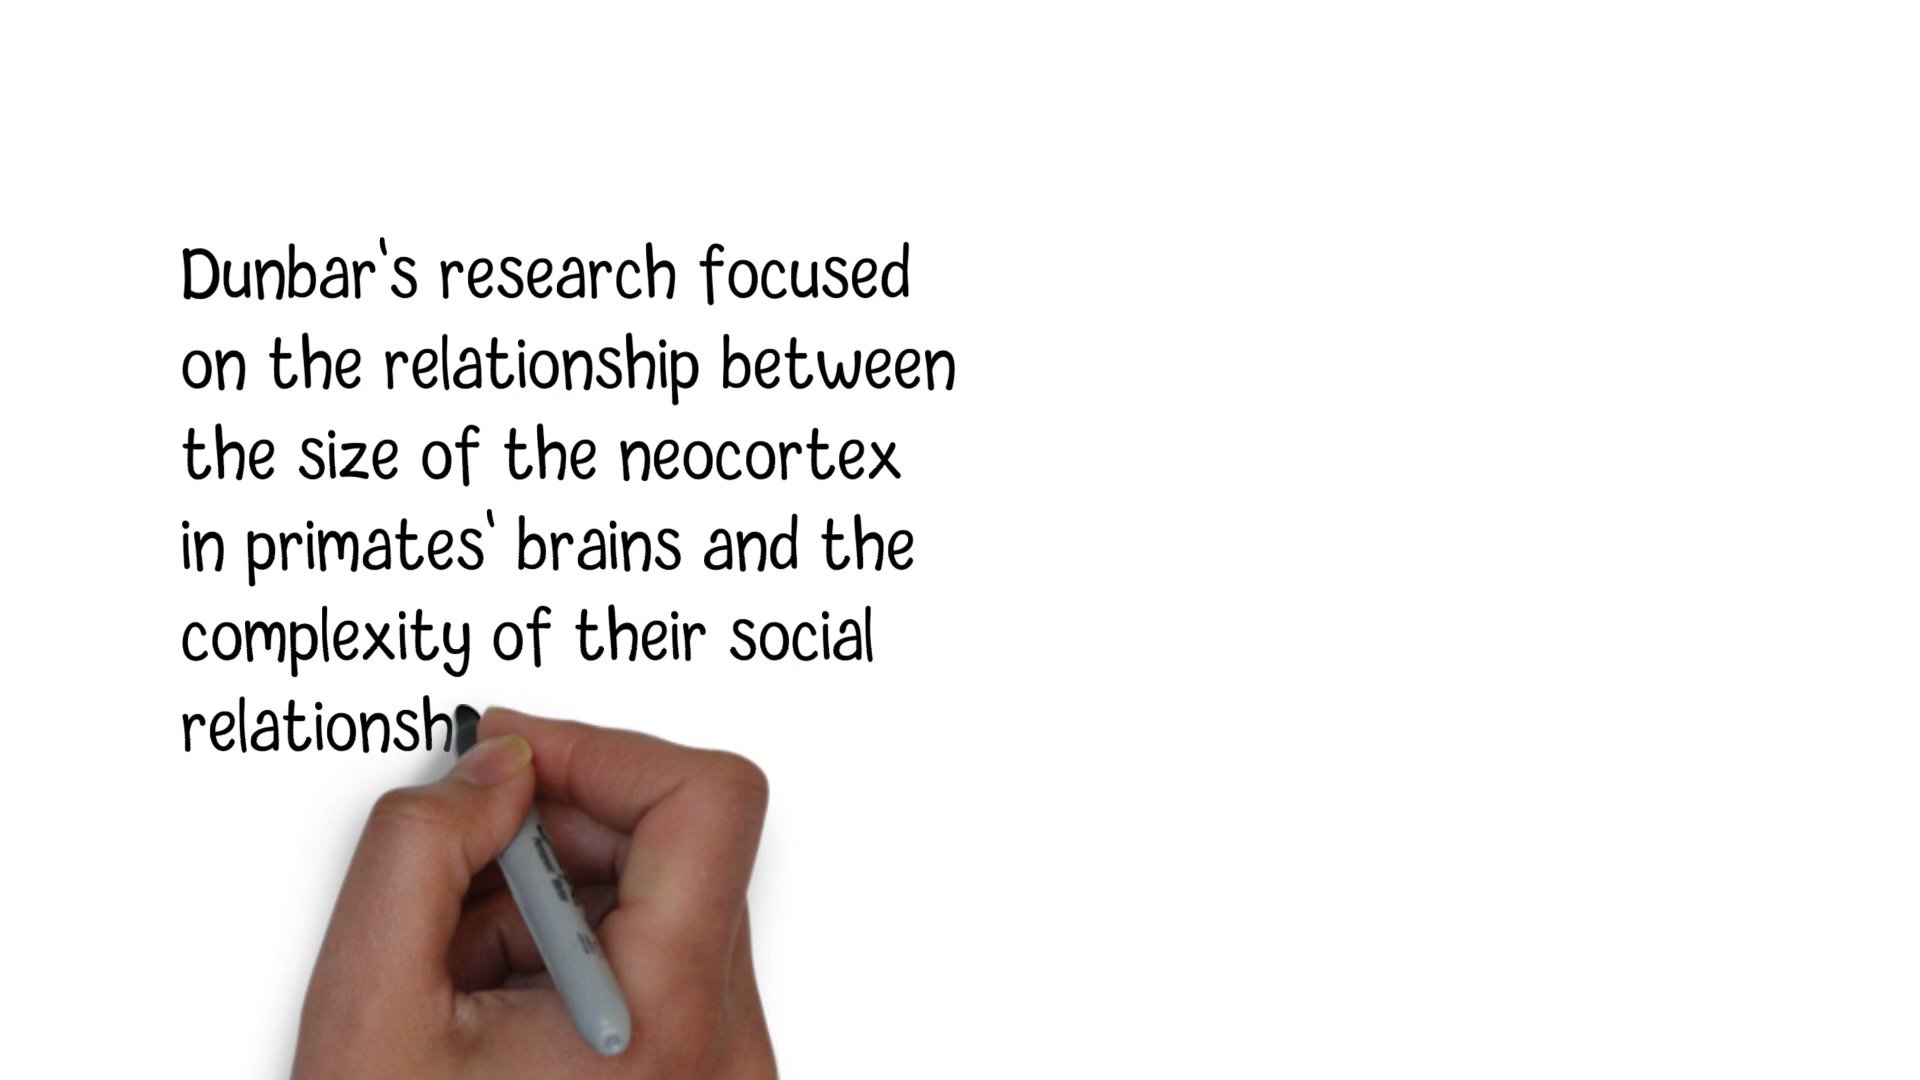 Dunbar's research focused
on the relationship between
the size of the neocortex
in primates' brains and the
complexity of their social
relationsh